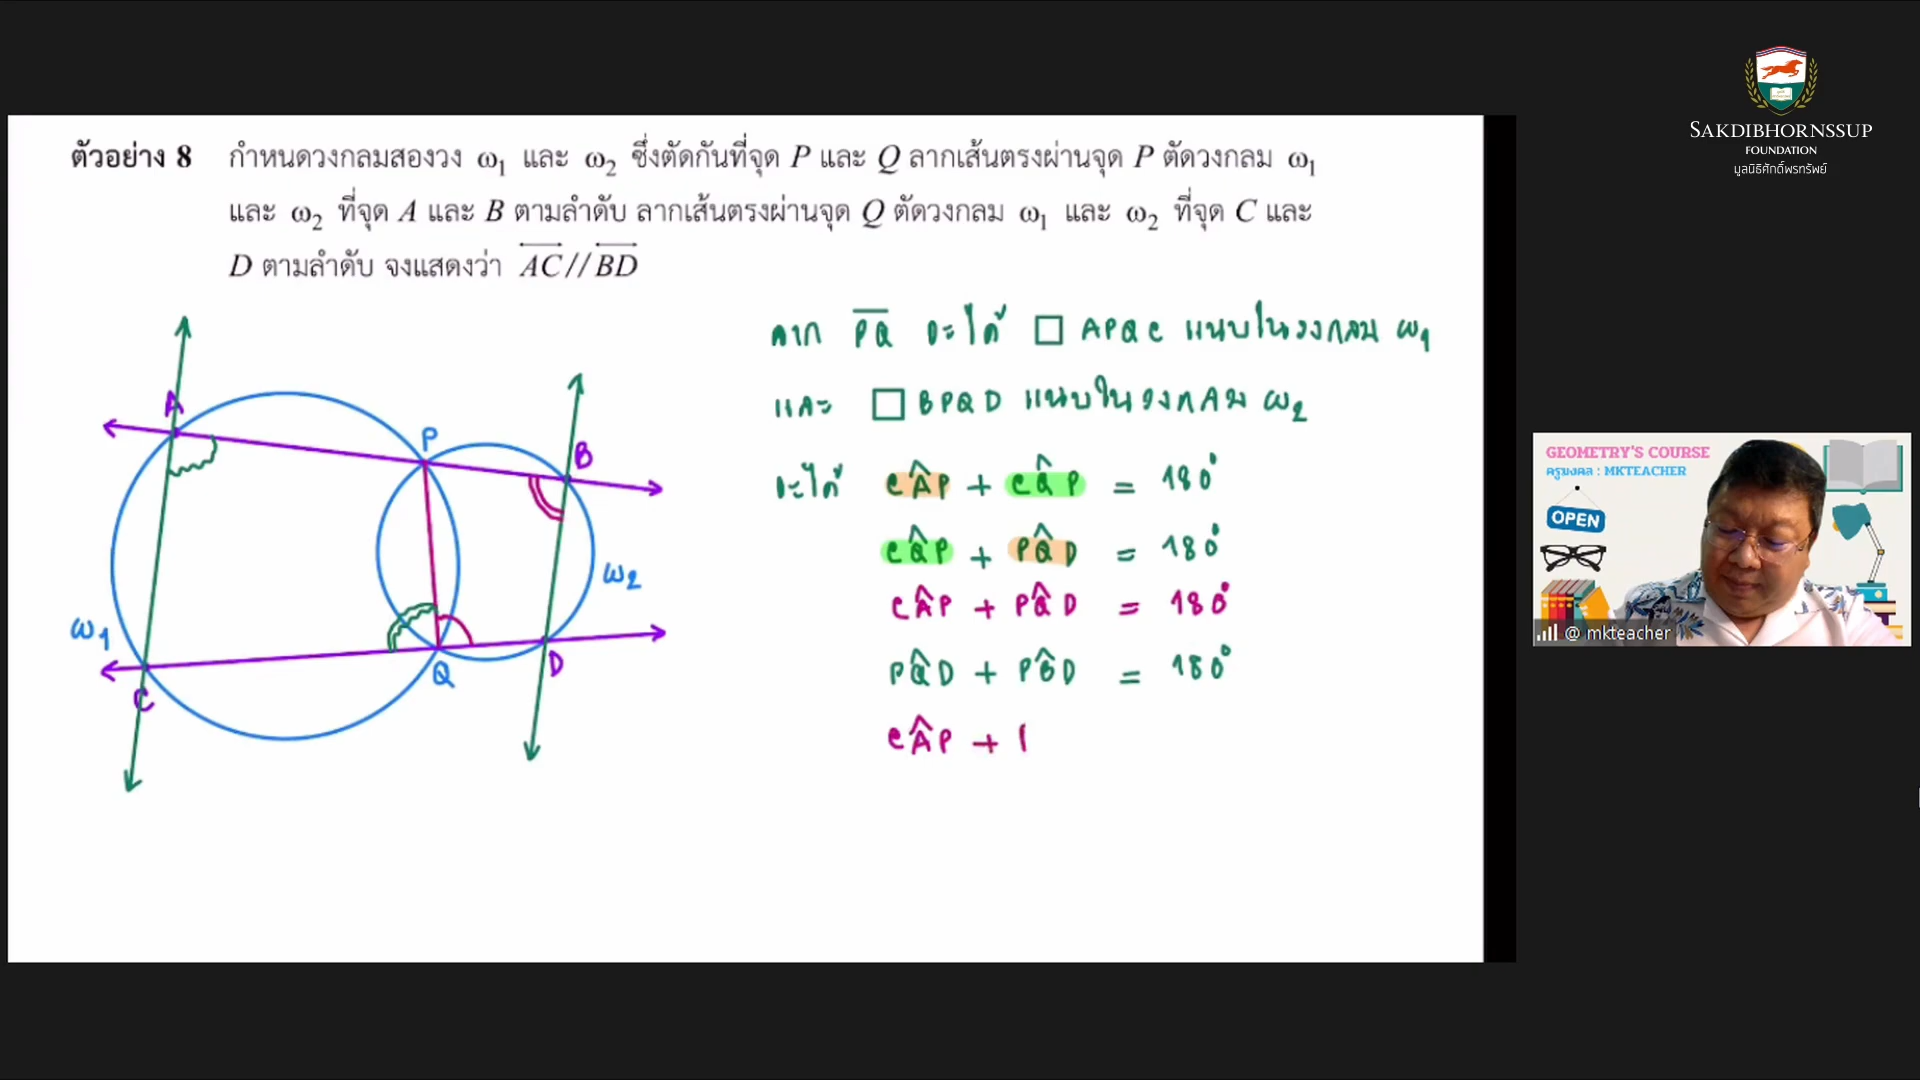 ตัวอย่าง 8 กำหนดวงกลมสองวง ω₁ และ ω₂ ซึ่งตัดกันที่จุด P และ Q ลากเส้นตรงผ่านจุด P ตัดวงกลม ω₁
และ ω₂ ที่จุด A และ B ตามลำดับ ลากเส้นตรงผ่านจุด Q ตัดวงกลม ω₁ และ ω₂ ที่จุด C และ
D ตามลำดับ จงแสดงว่า AC // BD
ลาก PQ จะได้ □ APQC แนบในวงกลม ω1
และ □ BPQD แนบในวงกลม ω2
จะได้ CÂP + CQ̂P = 180°
CQ̂P + PQ̂D = 180°
CÂP + PQ̂D = 180°
PQ̂D + PB̂D = 180°
CÂP +
A
P
B
ω2
ω1
C
Q
D
SAKDIBHORNSSUP
FOUNDATION
มูลนิธิศักดิ์พรทรัพย์
GEOMETRY'S COURSE
ครูมงคล : MKTEACHER
OPEN
@ mkteacher